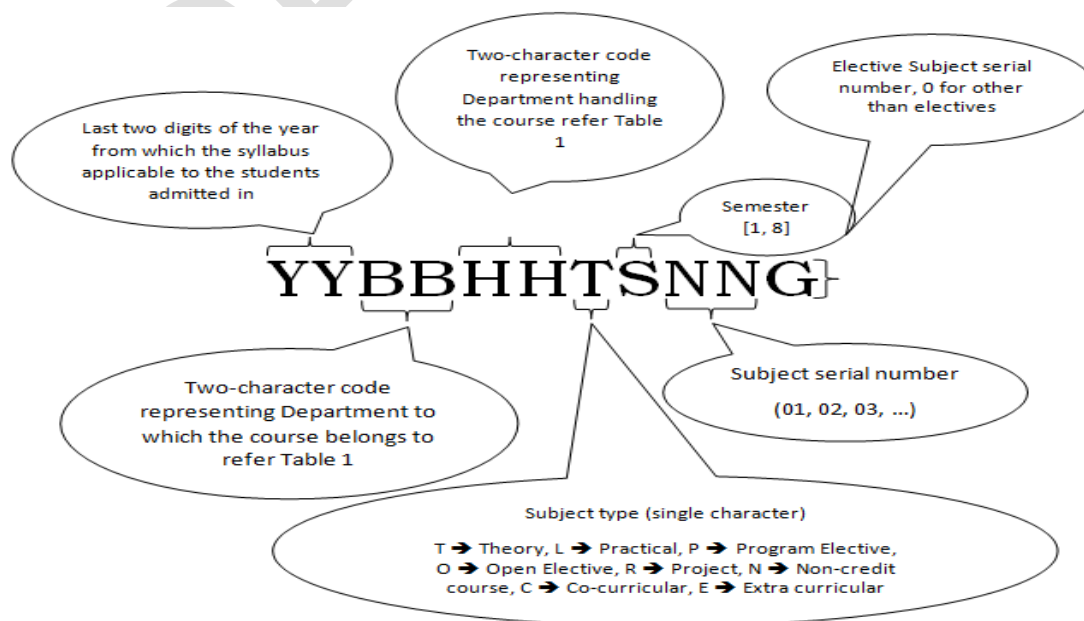 Two-character code
representing
Department handling
the course refer Table
1
Elective Subject serial
number, 0 for other
than electives
Last two digits of the year
from which the syllabus
applicable to the students
admitted in
Semester
[1, 8]
YYBBHHTSNNG
Two-character code
representing Department to
which the course belongs to
refer Table 1
Subject serial number
(01, 02, 03, ...)
Subject type (single character)
T ➔ Theory, L ➔ Practical, P ➔ Program Elective,
O ➔ Open Elective, R ➔ Project, N ➔ Non-credit
course, C ➔ Co-curricular, E ➔ Extra curricular